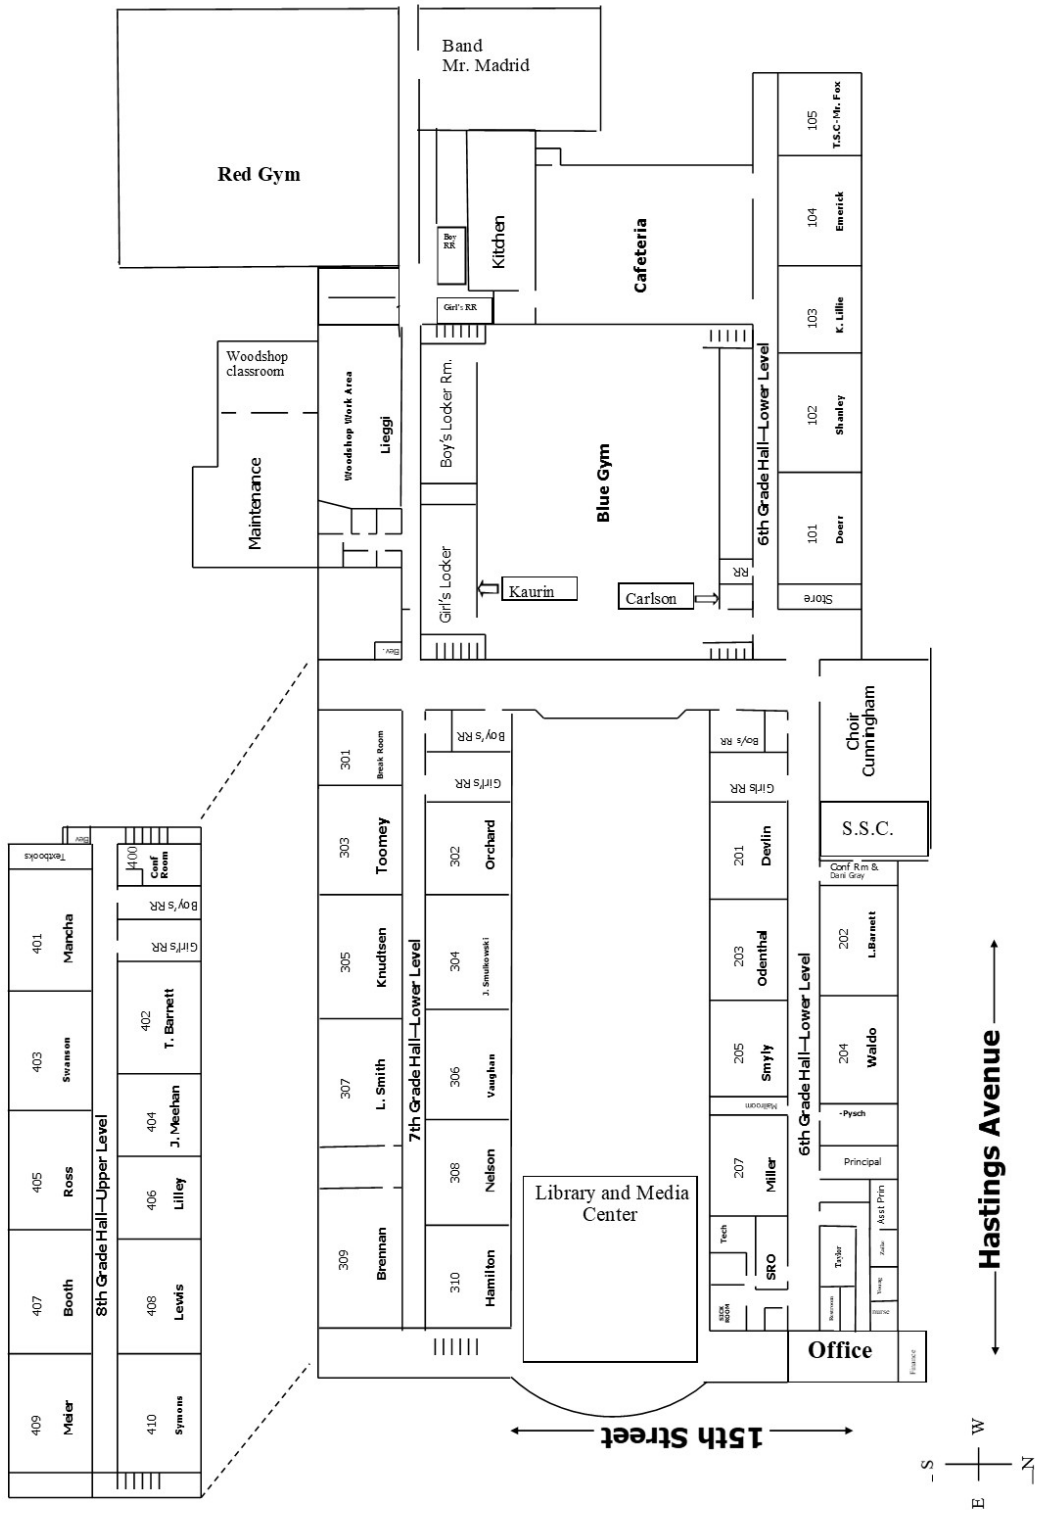 Band
Mr. Madrid
Red Gym
Boy
RR
Kitchen
Girl's RR
Cafeteria
105
T.S.C-Mr. Fox
104
Emerick
103
K. Lillie
102
Shanley
101
Doerr
Store
6th Grade Hall—Lower Level
Woodshop
classroom
Woodshop Work Area
Lieggi
Maintenance
Boy's Locker Rm.
Girl's Locker
Blue Gym
Kaurin
Carlson
RR
Elev.
Choir
Cunningham
S.S.C.
Conf Rm &
Dani Gray
301
Break Room
303
Toomey
305
Knudtsen
307
L. Smith
309
Brennan
7th Grade Hall—Lower Level
Boy's RR
Girl's RR
302
Orchard
304
J. Smulkowski
306
Vaughan
308
Nelson
310
Hamilton
Library and Media
Center
Boy's RR
Girls RR
201
Devlin
203
Odenthal
205
Smyly
Mailroom
207
Miller
Tech
SRO
SICK
ROOM
6th Grade Hall—Lower Level
202
L.Barnett
204
Waldo
-Pysch
Principal
Asst Prin
Taylor
Restroom
Young
nurse
Office
Finance
Elev
Textbooks
400
Conf
Room
Boy's RR
Girl's RR
401
Mancha
403
Swanson
405
Ross
407
Booth
409
Meier
8th Grade Hall—Upper Level
402
T. Barnett
404
J. Meehan
406
Lilley
408
Lewis
410
Symons
Hastings Avenue
15th Street
S
W
N
E